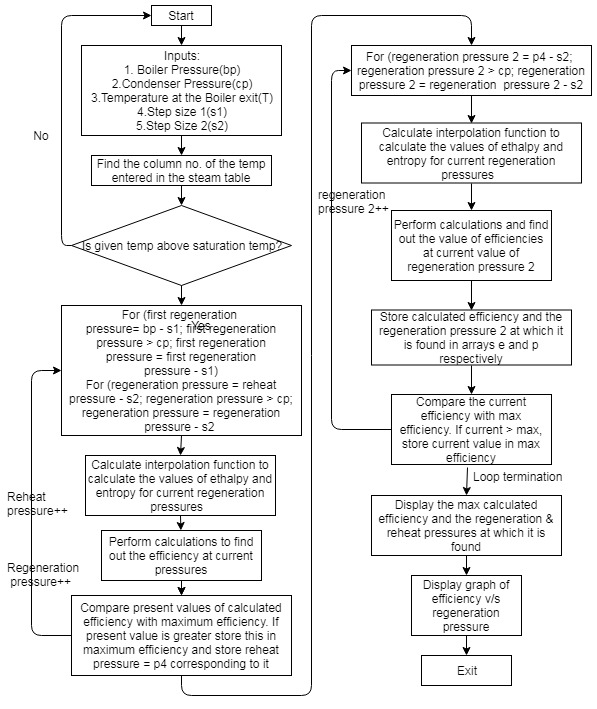 Start
Inputs:
1. Boiler Pressure(bp)
2.Condenser Pressure(cp)
3.Temperature at the Boiler exit(T)
4.Step size 1(s1)
5.Step Size 2(s2)
No
Find the column no. of the temp
entered in the steam table
Is given temp above saturation temp?
Yes
For (first regeneration
pressure= bp - s1; first regeneration
pressure > cp; first regeneration
pressure = first regeneration
pressure - s1)
For (regeneration pressure = reheat
pressure - s2; regeneration pressure > cp;
regeneration pressure = regeneration
pressure - s2
Calculate interpolation function to
calculate the values of ethalpy and
entropy for current regeneration
pressures
Reheat
pressure++
Perform calculations to find
out the efficiency at current
pressures
Regeneration
pressure++
Compare present values of calculated
efficiency with maximum efficiency. If
present value is greater store this in
maximum efficiency and store reheat
pressure = p4 corresponding to it
For (regeneration pressure 2 = p4 - s2;
regeneration pressure 2 > cp; regeneration
pressure 2 = regeneration pressure 2 - s2
Calculate interpolation function to
calculate the values of ethalpy and
entropy for current regeneration
pressures
regeneration
pressure 2++
Perform calculations and find
out the value of efficiencies
at current value of
regeneration pressure 2
Store calculated efficiency and the
regeneration pressure 2 at which it
is found in arrays e and p
respectively
Compare the current
efficiency with max
efficiency. If current > max,
store current value in max
efficiency
Loop termination
Display the max calculated
efficiency and the regeneration &
reheat pressures at which it is
found
Display graph of
efficiency v/s
regeneration
pressure
Exit